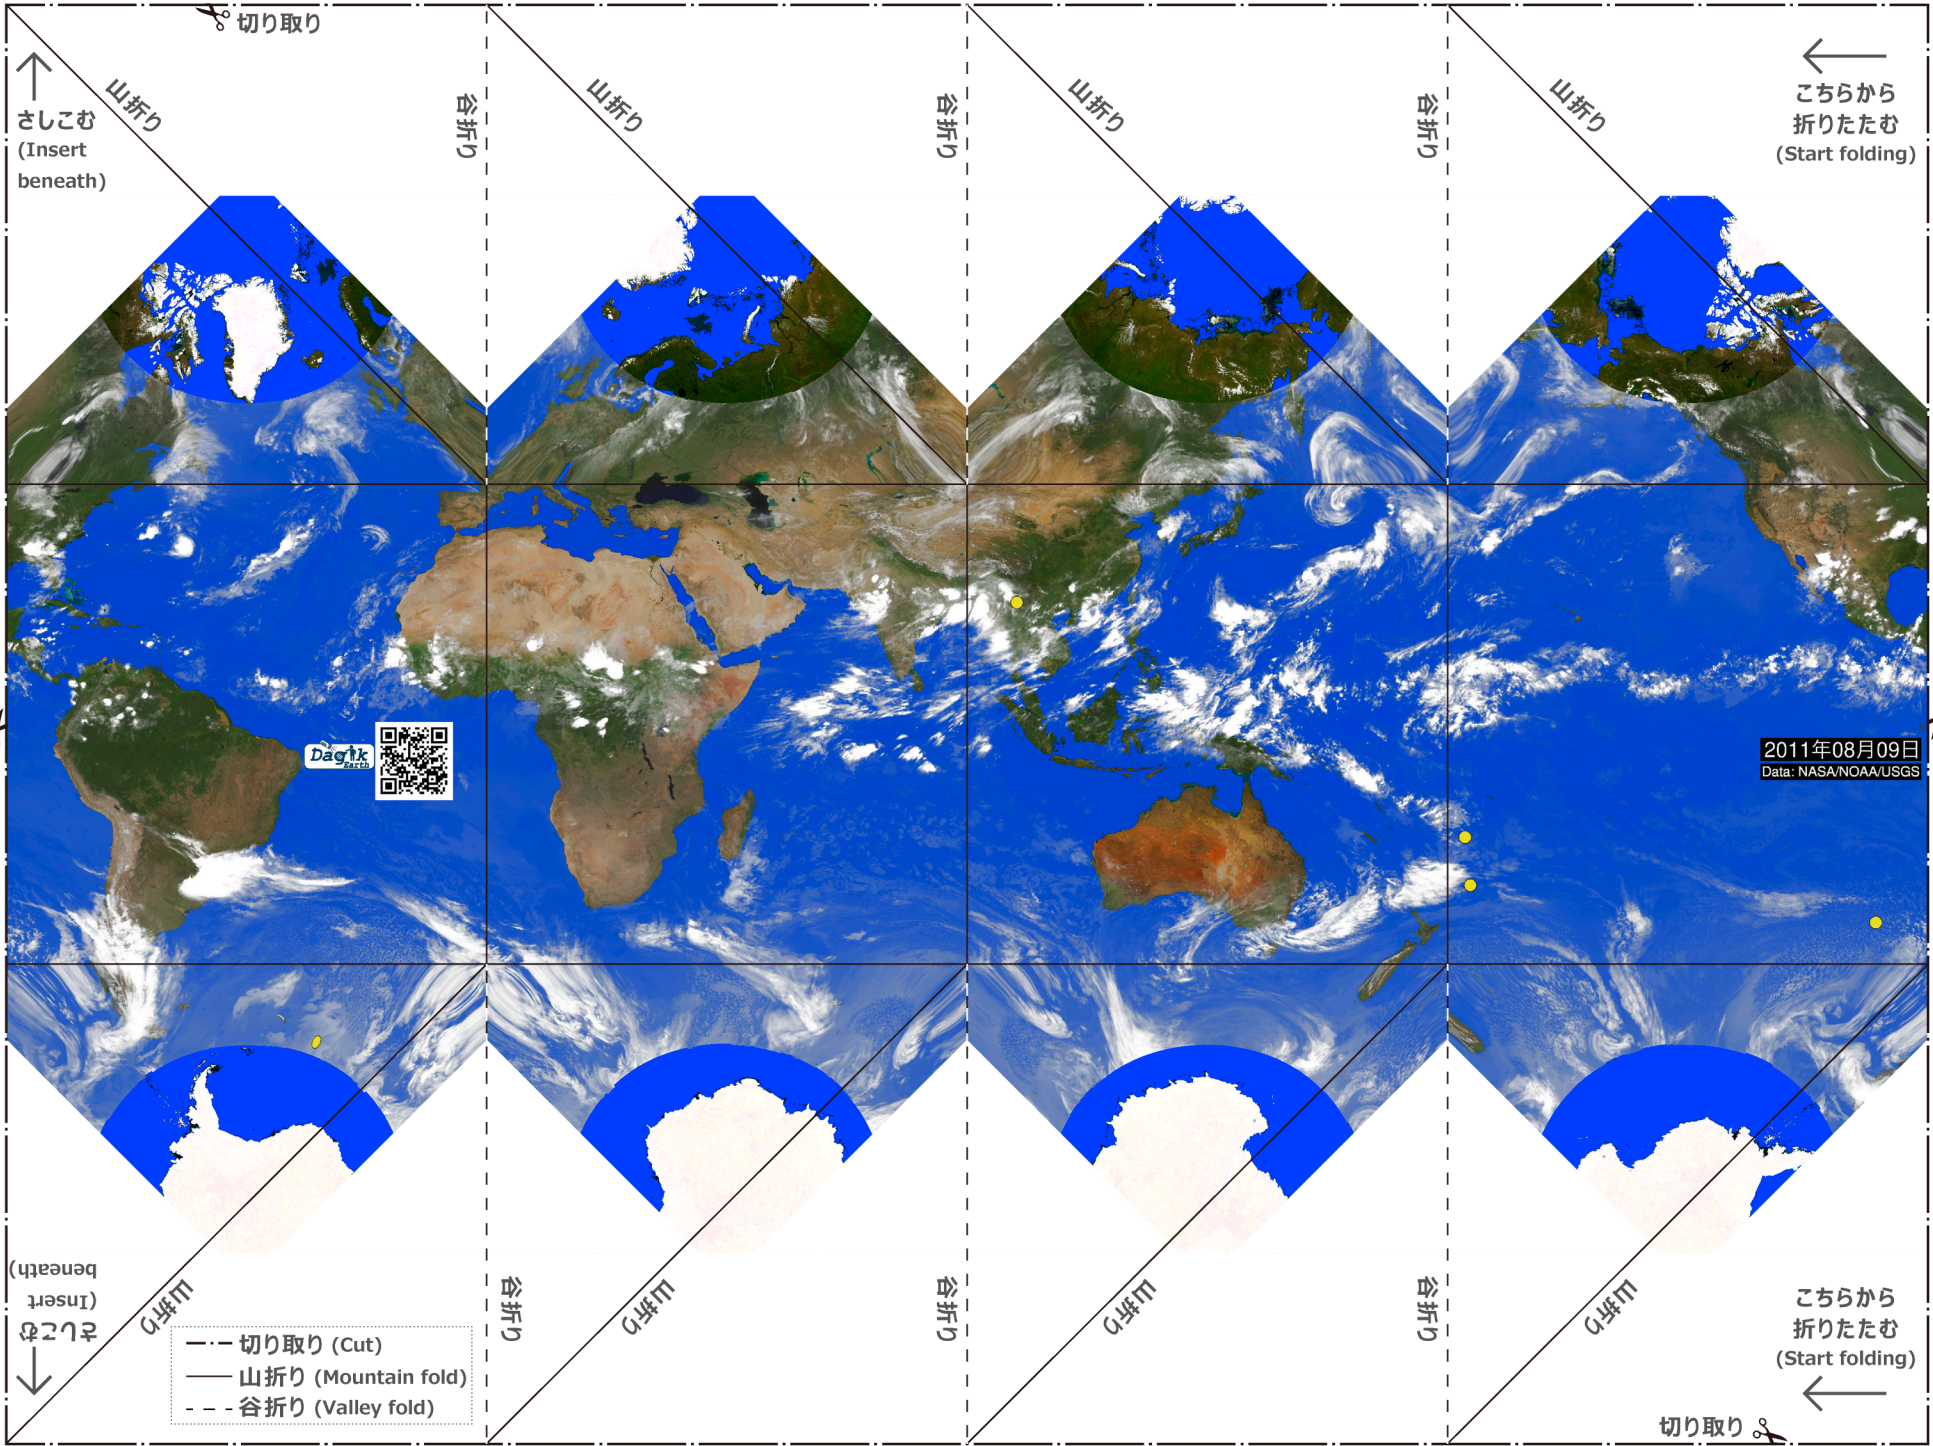 切り取り
山折り
谷折り
山折り
谷折り
山折り
谷折り
山折り
さしこむ
(Insert
beneath)
こちらから
折りたたむ
(Start folding)
Dagik
Earth
2011年08月09日
Data: NASA/NOAA/USGS
さしこむ
(Insert
beneath)
山折り
谷折り
山折り
谷折り
山折り
谷折り
山折り
切り取り (Cut)
山折り (Mountain fold)
谷折り (Valley fold)
こちらから
折りたたむ
(Start folding)
切り取り